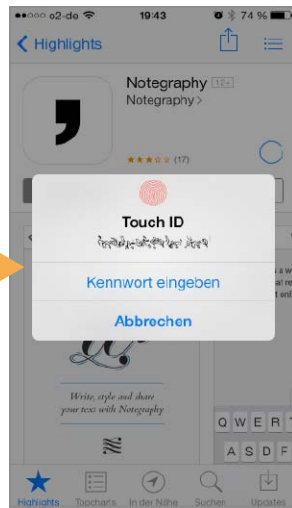 o2-de 19:43 74 %
Highlights
Notegraphy 12+
Notegraphy >
(17)
Touch ID
Kennwort eingeben
Abbrechen
Write, style and share
your text with Notegraphy
Q W E R T
A S D F
Highlights Topcharts In der Nähe Suchen Updates